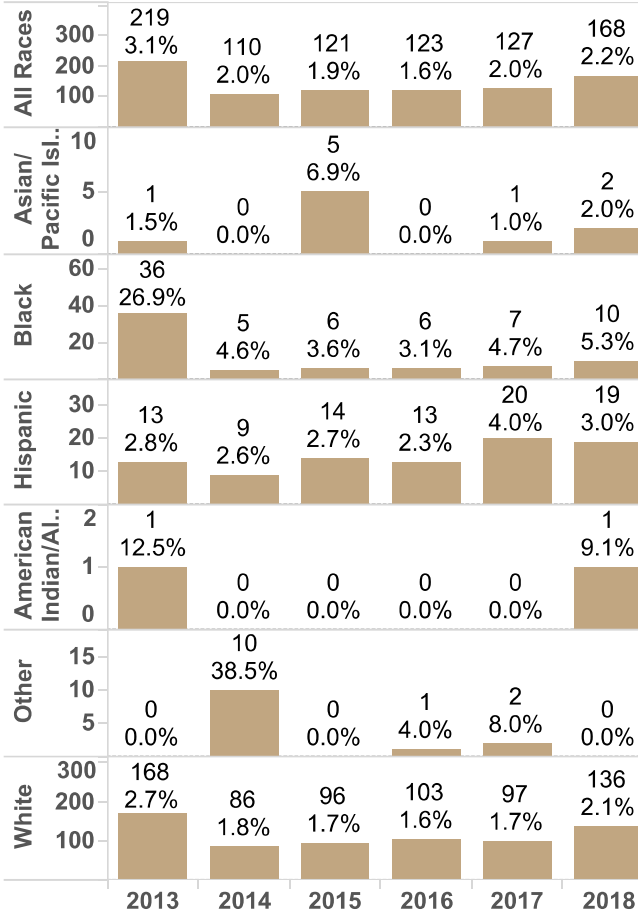 219 110 121 123 127 168
3.1% 2.0% 1.9% 1.6% 2.0% 2.2%
All Races
300
200
100
Asian/
Pacific Isl..
10
5
0
1 0 5 0 1 2
1.5% 0.0% 6.9% 0.0% 1.0% 2.0%
Black
60
40
20
36 5 6 6 7 10
26.9% 4.6% 3.6% 3.1% 4.7% 5.3%
Hispanic
30
20
10
13 9 14 13 20 19
2.8% 2.6% 2.7% 2.3% 4.0% 3.0%
American
Indian/Al..
2
1
0
1 0 0 0 0 1
12.5% 0.0% 0.0% 0.0% 0.0% 9.1%
Other
15
10
5
0 10 0 1 2 0
0.0% 38.5% 0.0% 4.0% 8.0% 0.0%
White
300
200
100
168 86 96 103 97 136
2.7% 1.8% 1.7% 1.6% 1.7% 2.1%
2013 2014 2015 2016 2017 2018